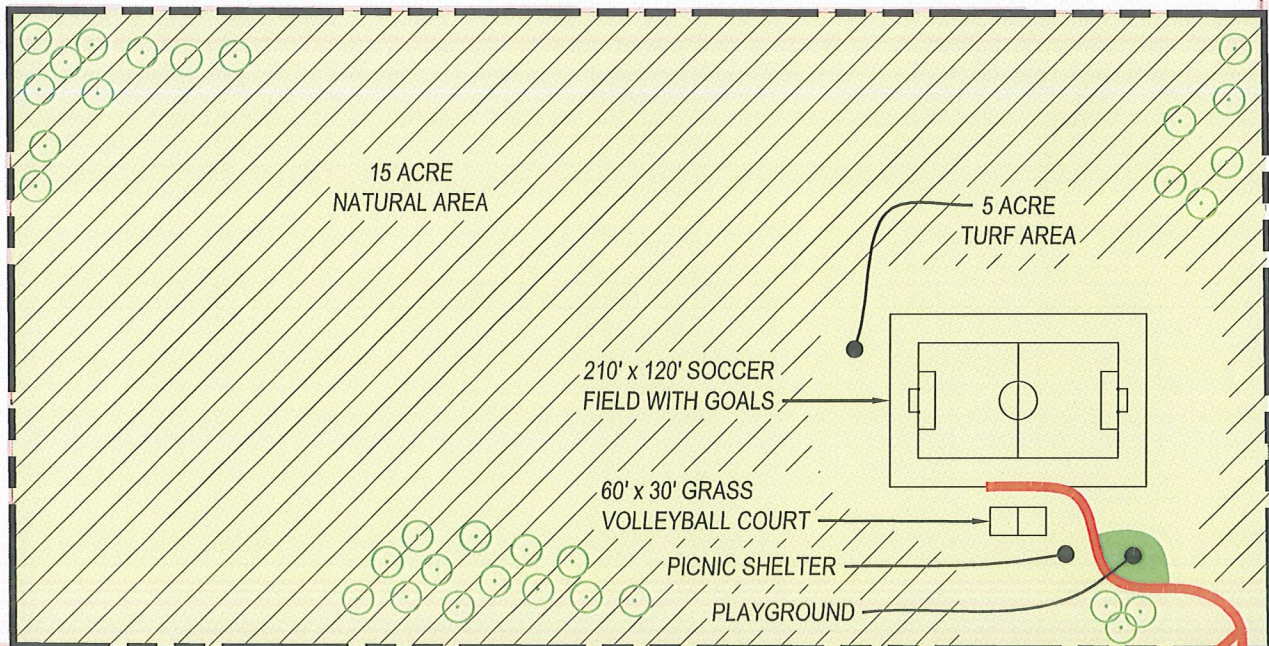 15 ACRE
NATURAL AREA
5 ACRE
TURF AREA
210' x 120' SOCCER
FIELD WITH GOALS
60' x 30' GRASS
VOLLEYBALL COURT
PICNIC SHELTER
PLAYGROUND